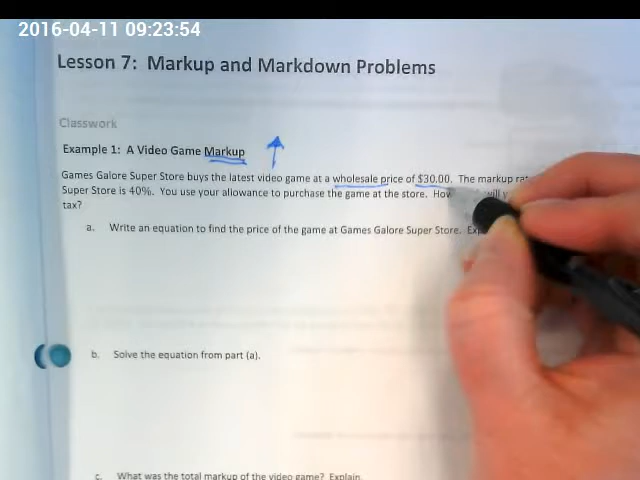 2016-04-11 09:23:54
Lesson 7: Markup and Markdown Problems
Classwork
Example 1: A Video Game Markup
Games Galore Super Store buys the latest video game at a wholesale price of $30.00. The markup
Super Store is 40%. You use your allowance to purchase the game at the store. will
tax?
a. Write an equation to find the price of the game at Games Galore Super Store.
b. Solve the equation from part (a).
c. What was the total markup of the video game? Explain.